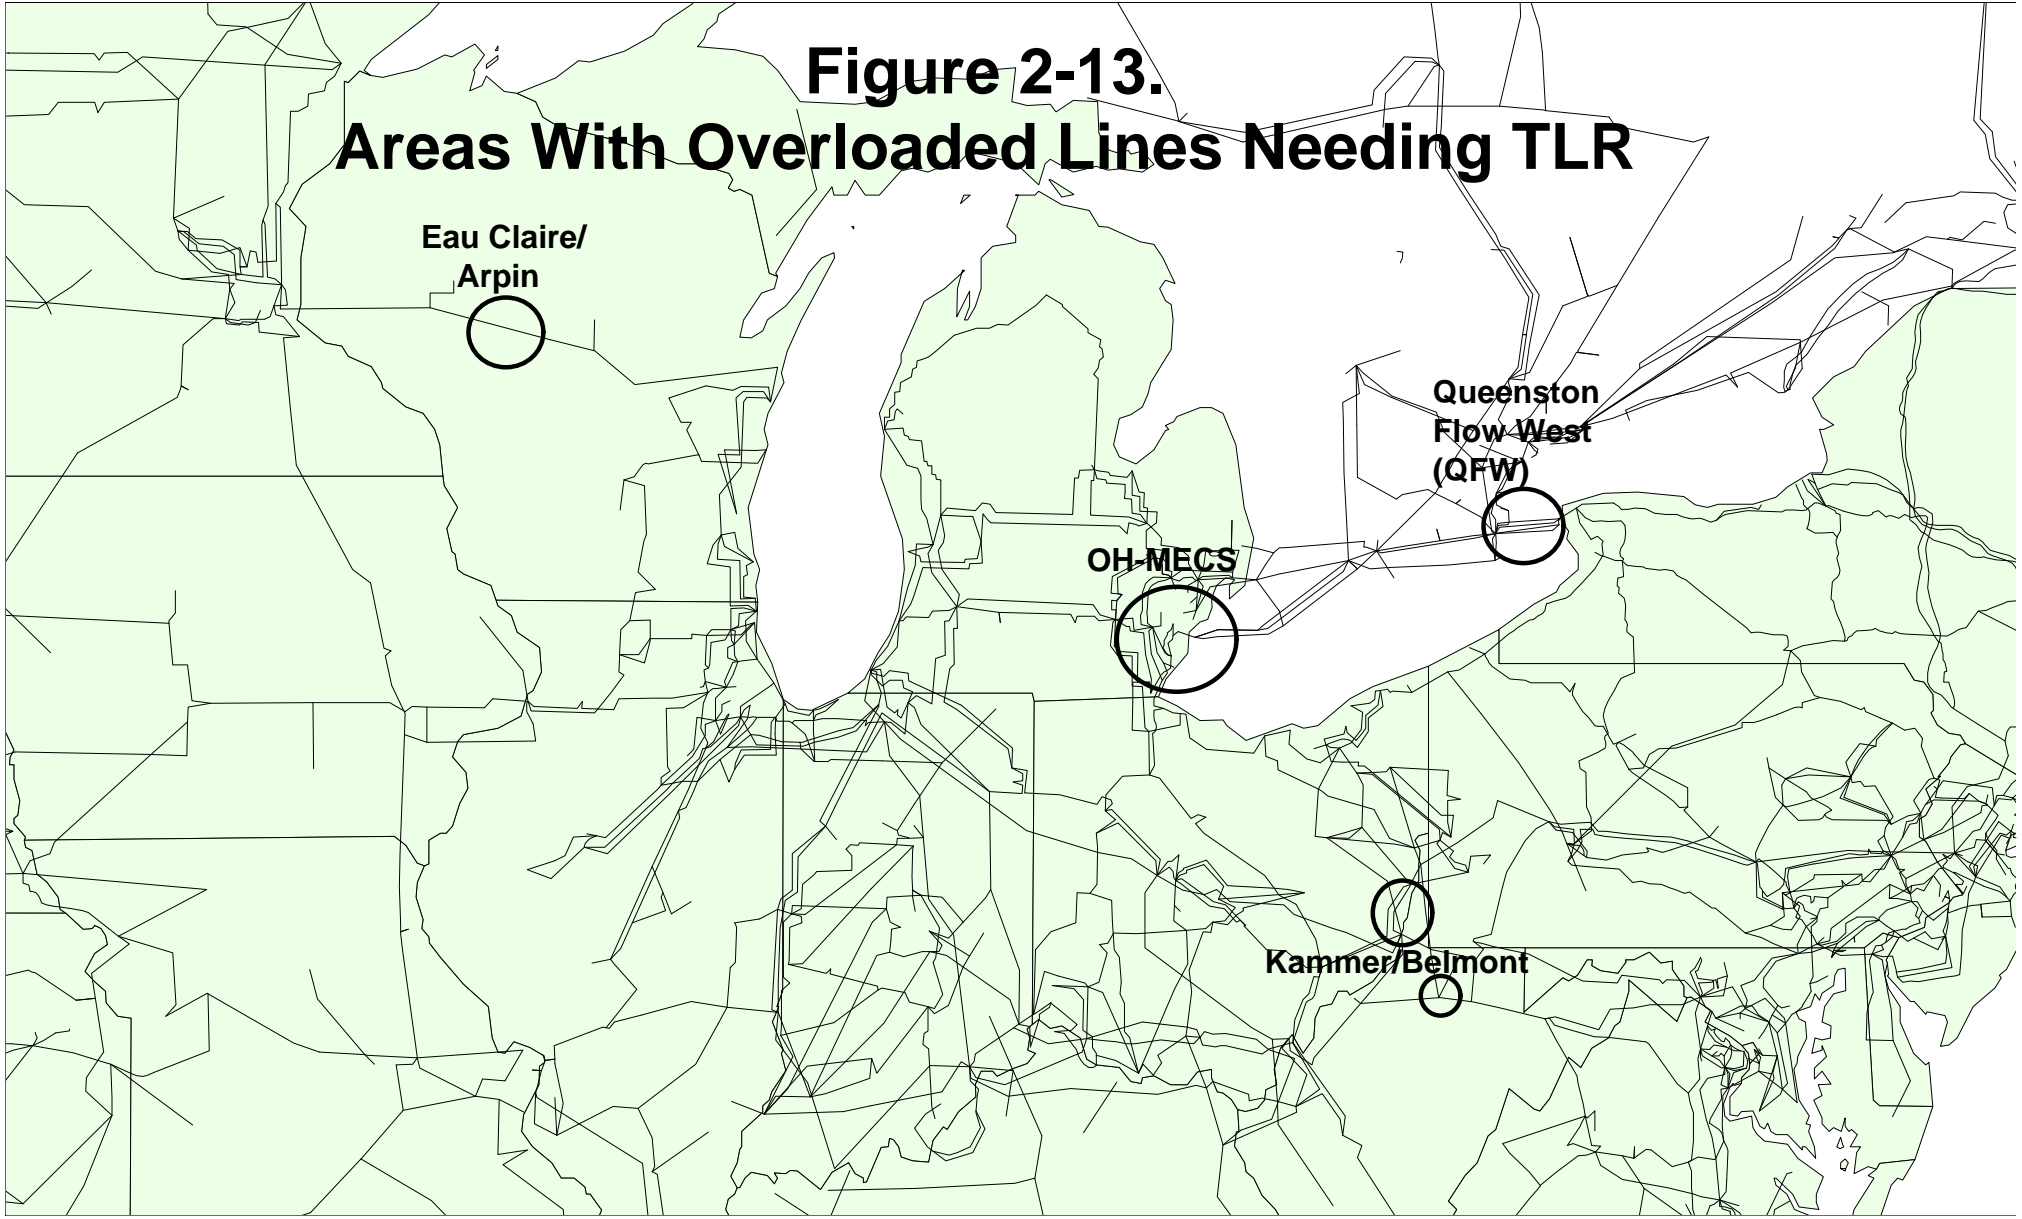 Figure 2-13.
Areas With Overloaded Lines Needing TLR
Eau Claire/
Arpin
Queenston
Flow West
(QFW)
OH-MECS
Kammer/Belmont